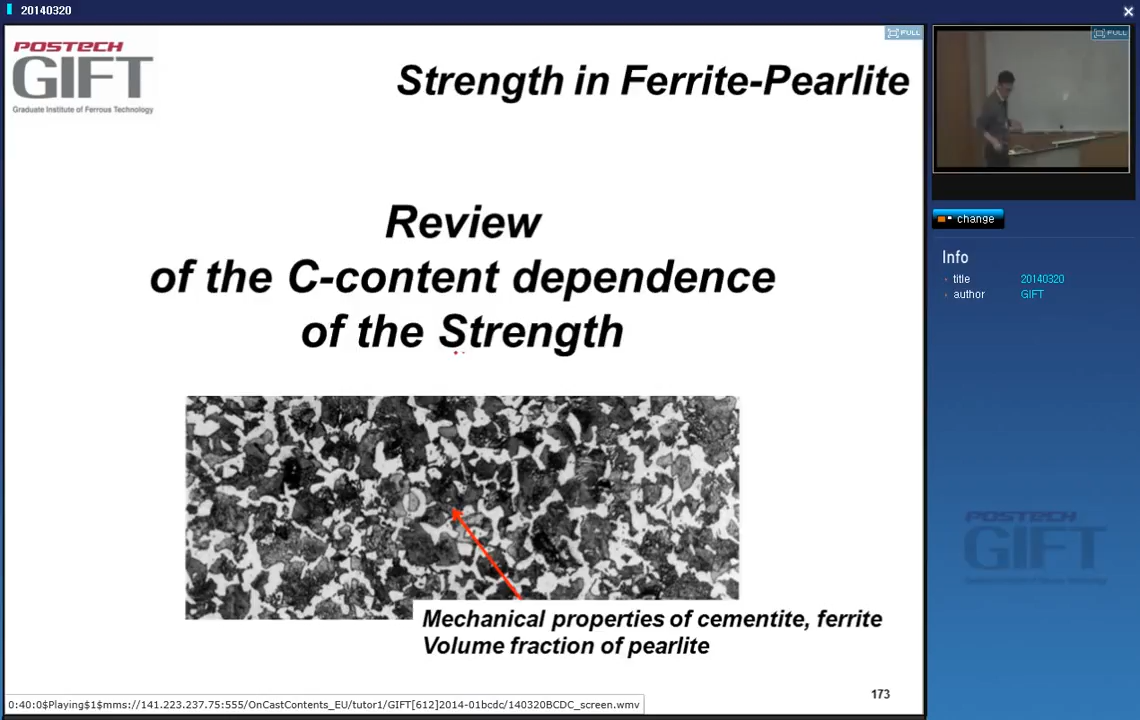 20140320
POSTECH
GIFT
Graduate Institute of Ferrous Technology
FULL
Strength in Ferrite-Pearlite
Review
of the C-content dependence
of the Strength
Mechanical properties of cementite, ferrite
Volume fraction of pearlite
173
0:40:0$Playing$1$mms://141.223.237.75:555/OnCastContents_EU/tutor1/GIFT[612]2014-01bcdc/140320BCDC_screen.wmv
FULL
change
Info
title 20140320
author GIFT
POSTECH
GIFT